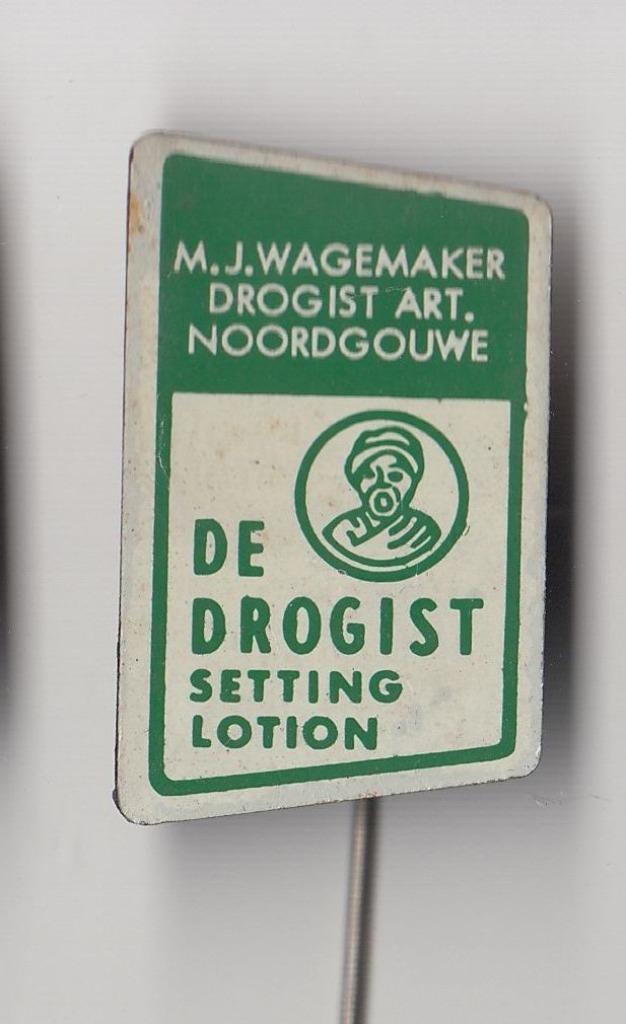 M.J.WAGEMAKER
DROGIST ART.
NOORDGOUWE
DE
DROGIST
SETTING
LOTION